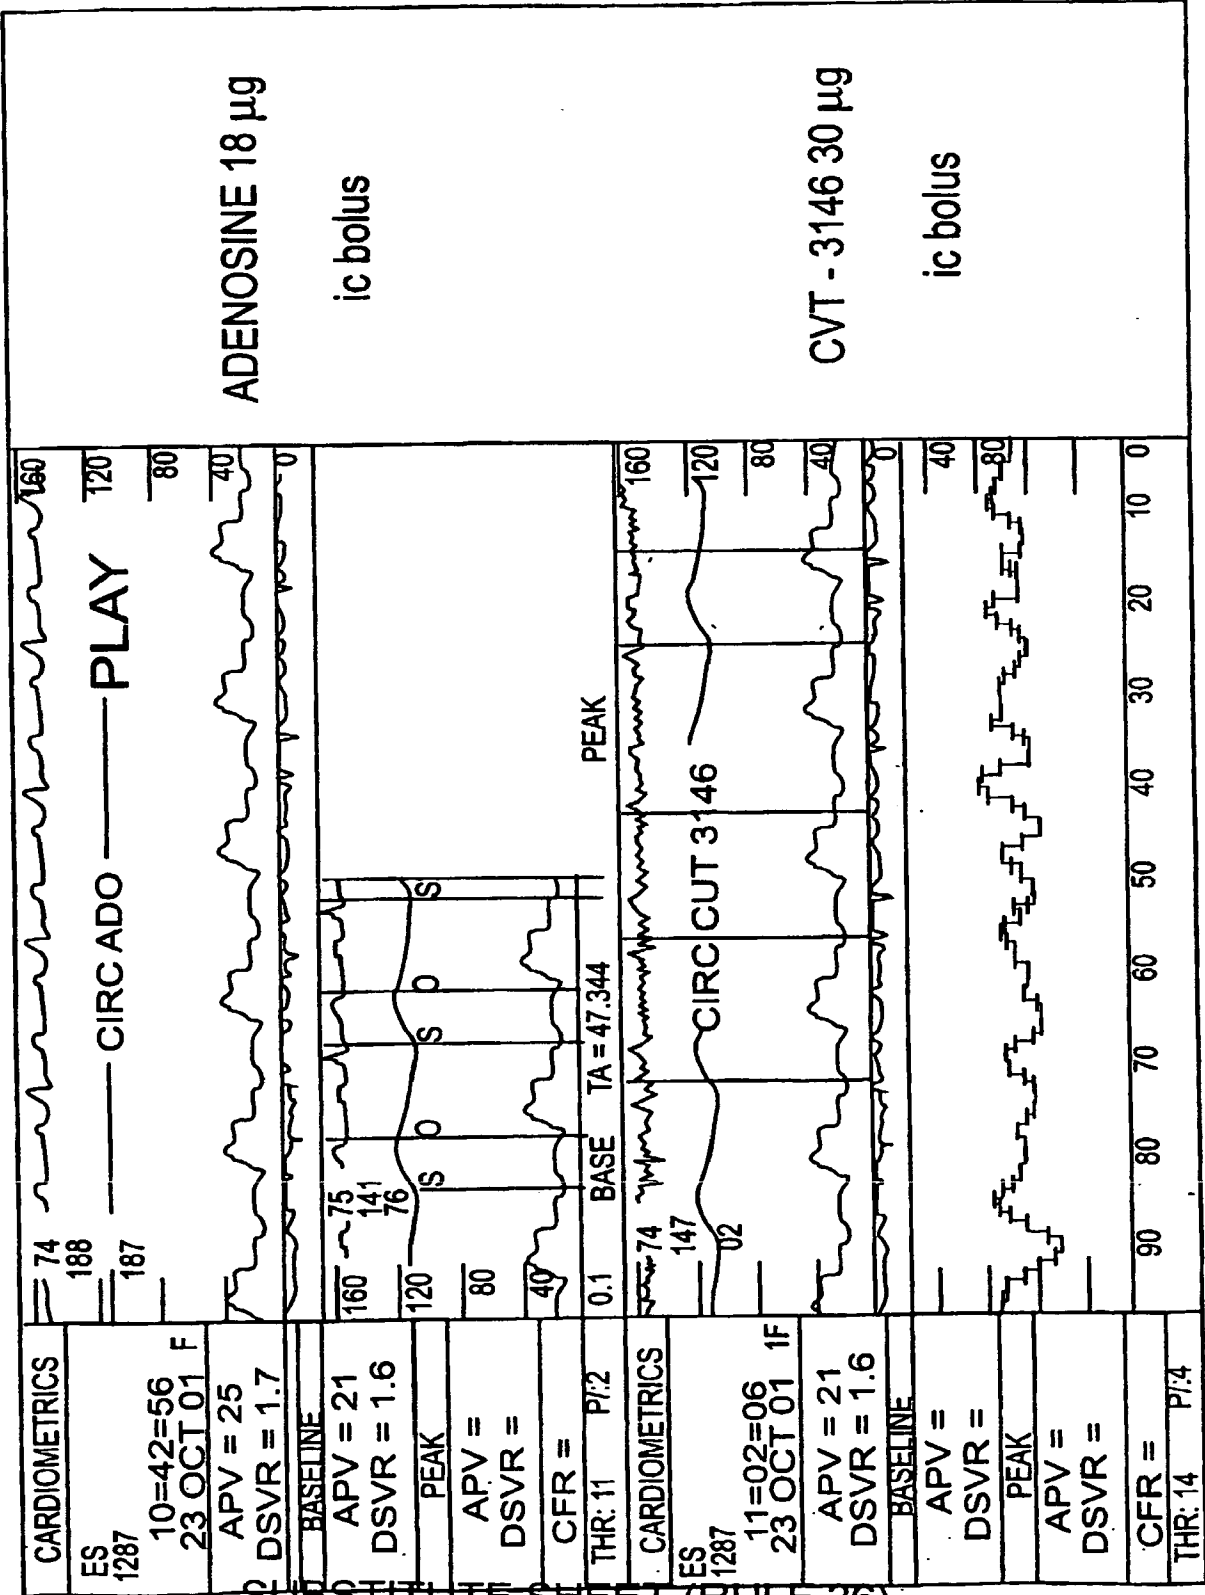 CARDIOMETRICS
ES
1287
10=42=56
23 OCT 01 F
APV = 25
DSVR = 1.7
BASELINE
APV = 21
DSVR = 1.6
PEAK
APV =
DSVR =
CFR =
THR: 11 P/:2
74
188
187
CIRC ADO
PLAY
160
120
80
40
0
75
141
76
160
120
80
40
S
O
S
O
S
0.1 BASE TA = 47.344 PEAK
ADENOSINE 18 µg
ic bolus
CARDIOMETRICS
ES
1287
11=02=06
23 OCT 01 1F
APV = 21
DSVR = 1.6
BASELINE
APV =
DSVR =
PEAK
APV =
DSVR =
CFR =
THR: 14 P/:4
74
147
02
CIRC CUT 3146
160
120
80
40
0
40
80
90 80 70 60 50 40 30 20 10 0
CVT - 3146 30 µg
ic bolus